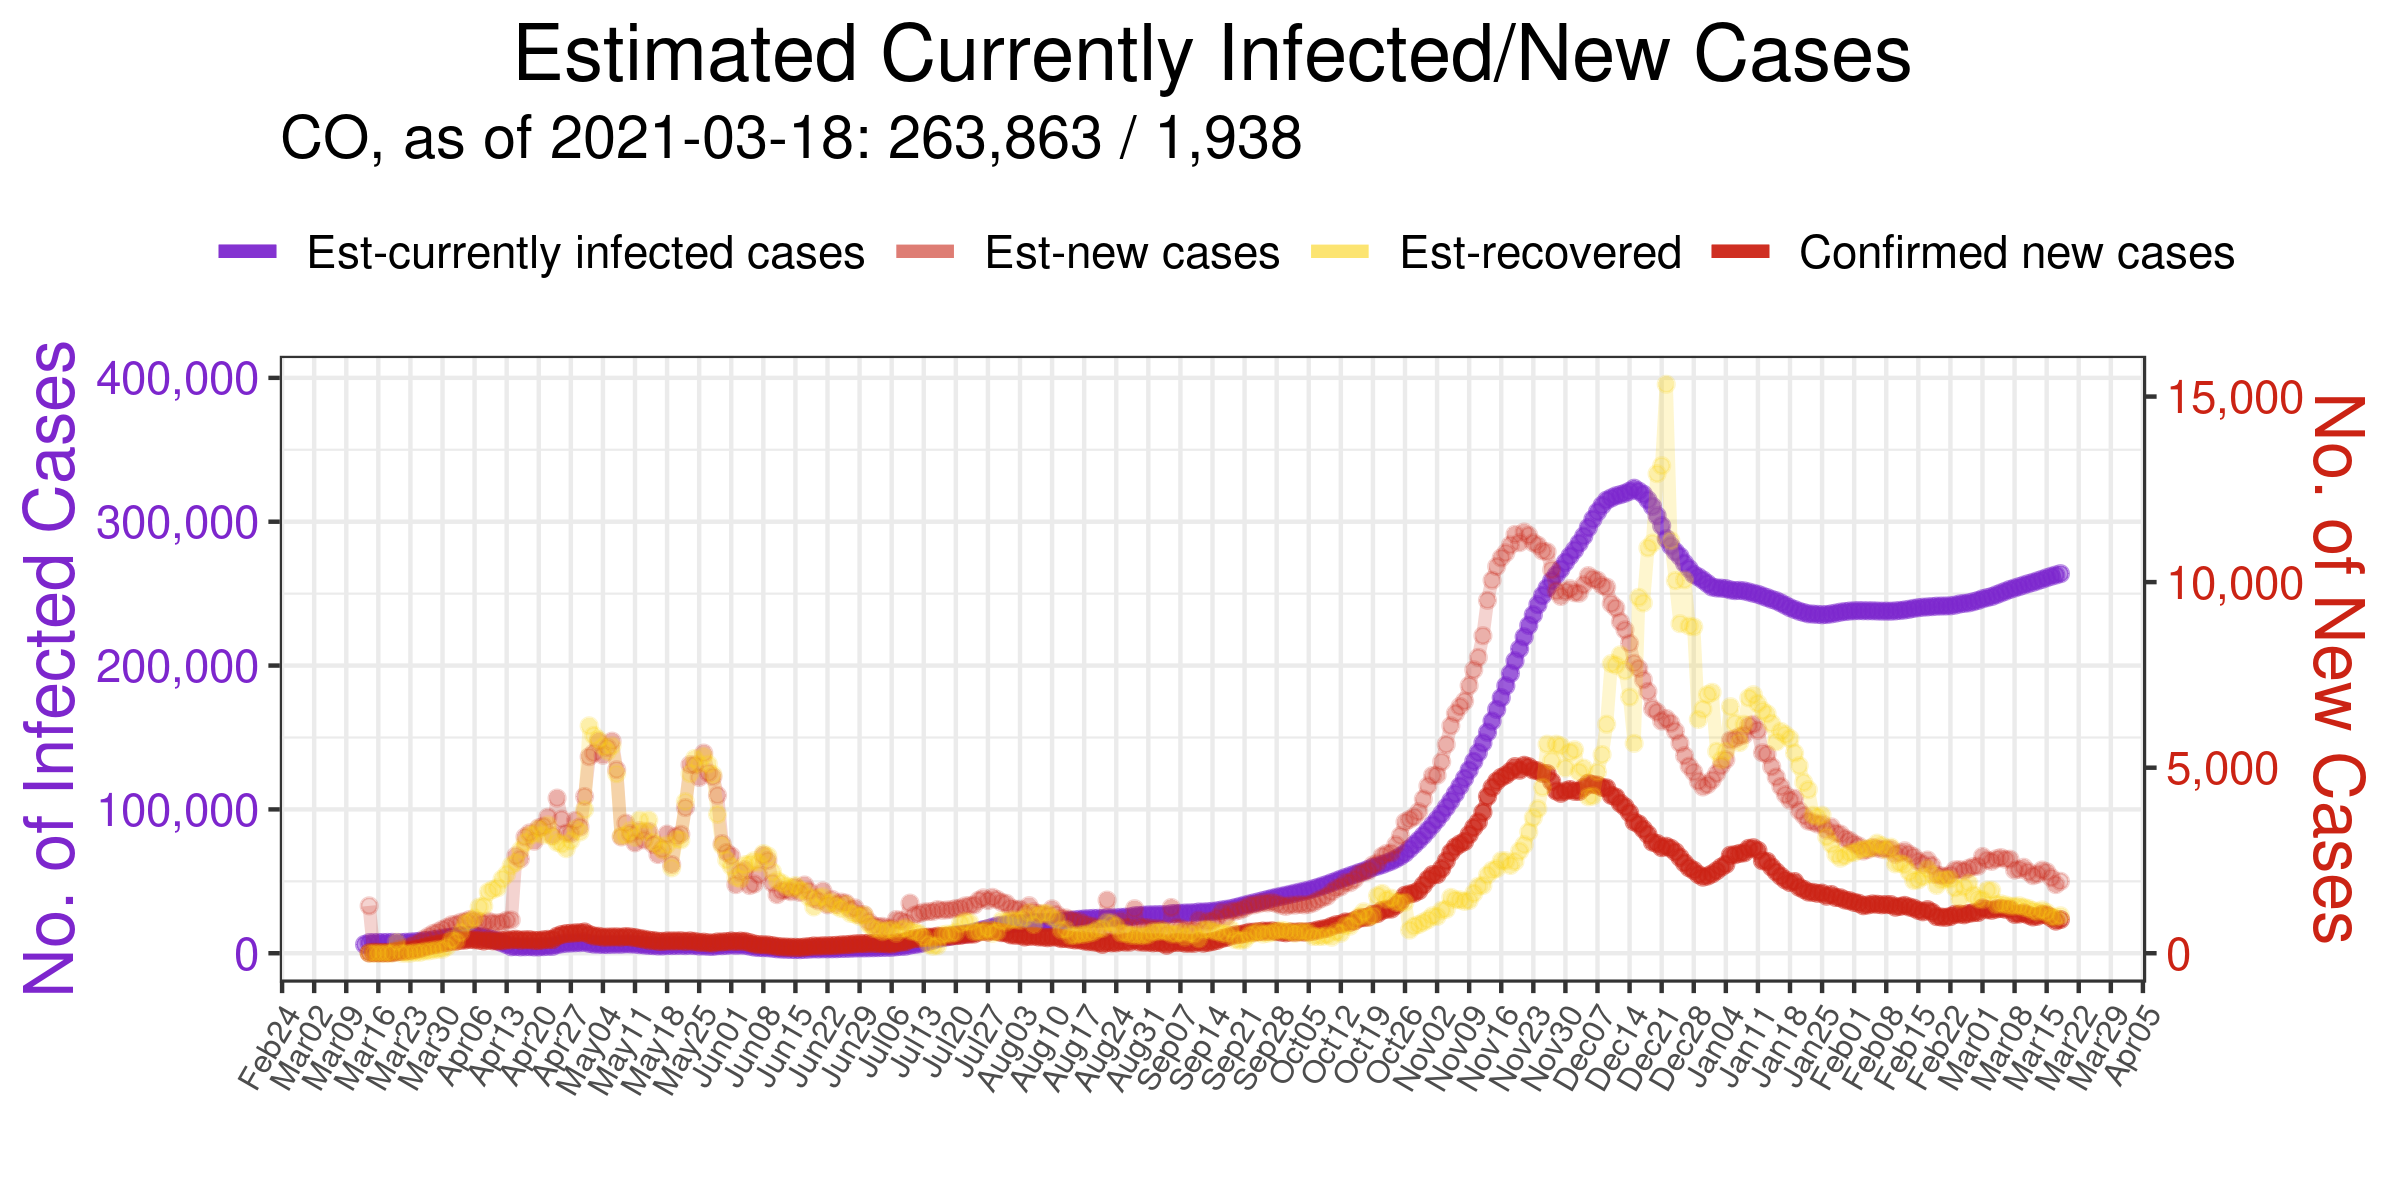 Estimated Currently Infected/New Cases
CO, as of 2021-03-18: 263,863 / 1,938
Est-currently infected cases Est-new cases Est-recovered Confirmed new cases
No. of Infected Cases
400,000
300,000
200,000
100,000
0
15,000
10,000
5,000
0
No. of New Cases
Feb24 Mar02 Mar09 Mar16 Mar23 Mar30 Apr06 Apr13 Apr20 Apr27 May04 May11 May18 May25 Jun01 Jun08 Jun15 Jun22 Jun29 Jul06 Jul13 Jul20 Jul27 Aug03 Aug10 Aug17 Aug24 Aug31 Sep07 Sep14 Sep21 Sep28 Oct05 Oct12 Oct19 Oct26 Nov02 Nov09 Nov16 Nov23 Nov30 Dec07 Dec14 Dec21 Dec28 Jan04 Jan11 Jan18 Jan25 Feb01 Feb08 Feb15 Feb22 Mar01 Mar08 Mar15 Mar22 Mar29 Apr05